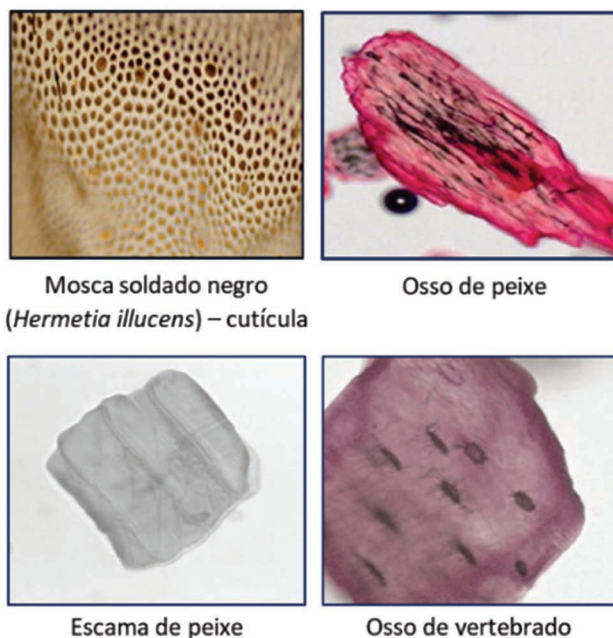 Mosca soldado negro
(Hermetia illucens) – cutícula
Osso de peixe
Escama de peixe
Osso de vertebrado